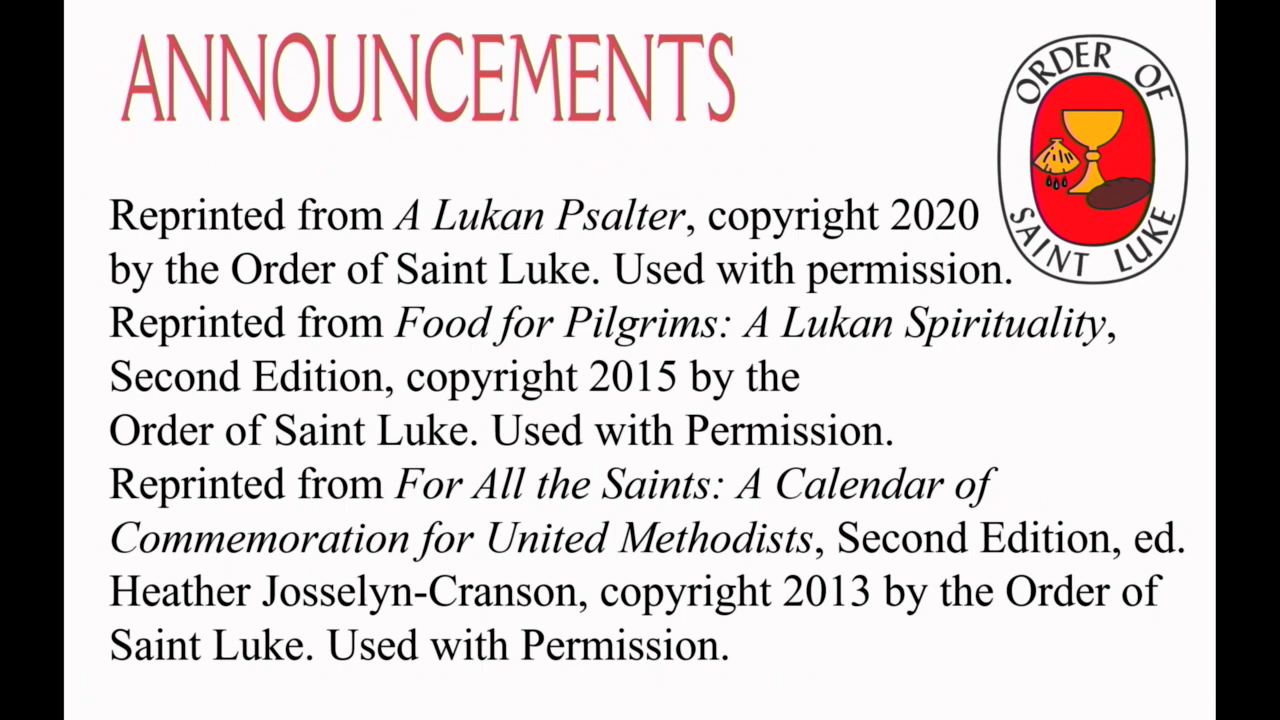 ANNOUNCEMENTS
ORDER OF
SAINT LUKE
Reprinted from A Lukan Psalter, copyright 2020
by the Order of Saint Luke. Used with permission.
Reprinted from Food for Pilgrims: A Lukan Spirituality,
Second Edition, copyright 2015 by the
Order of Saint Luke. Used with Permission.
Reprinted from For All the Saints: A Calendar of
Commemoration for United Methodists, Second Edition, ed.
Heather Josselyn-Cranson, copyright 2013 by the Order of
Saint Luke. Used with Permission.